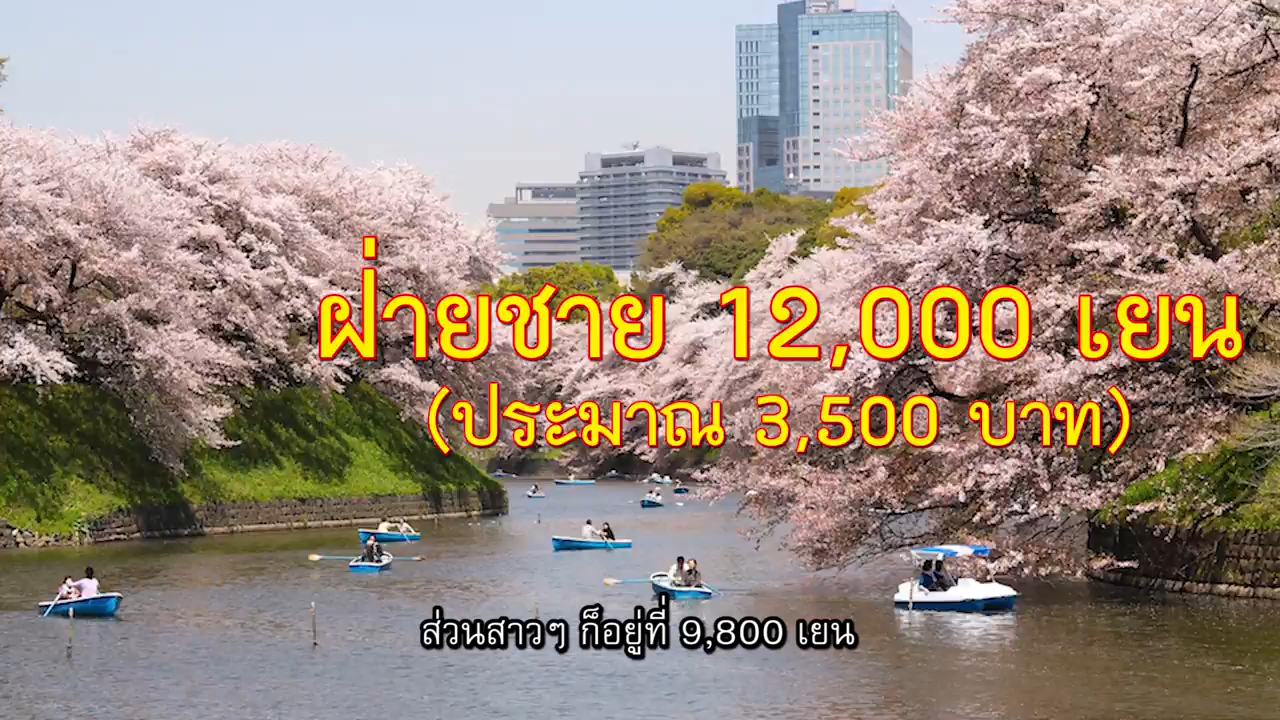 ฝ่ายชาย 12,000 เยน
(ประมาณ 3,500 บาท)
ส่วนสาวๆ ก็อยู่ที่ 9,800 เยน